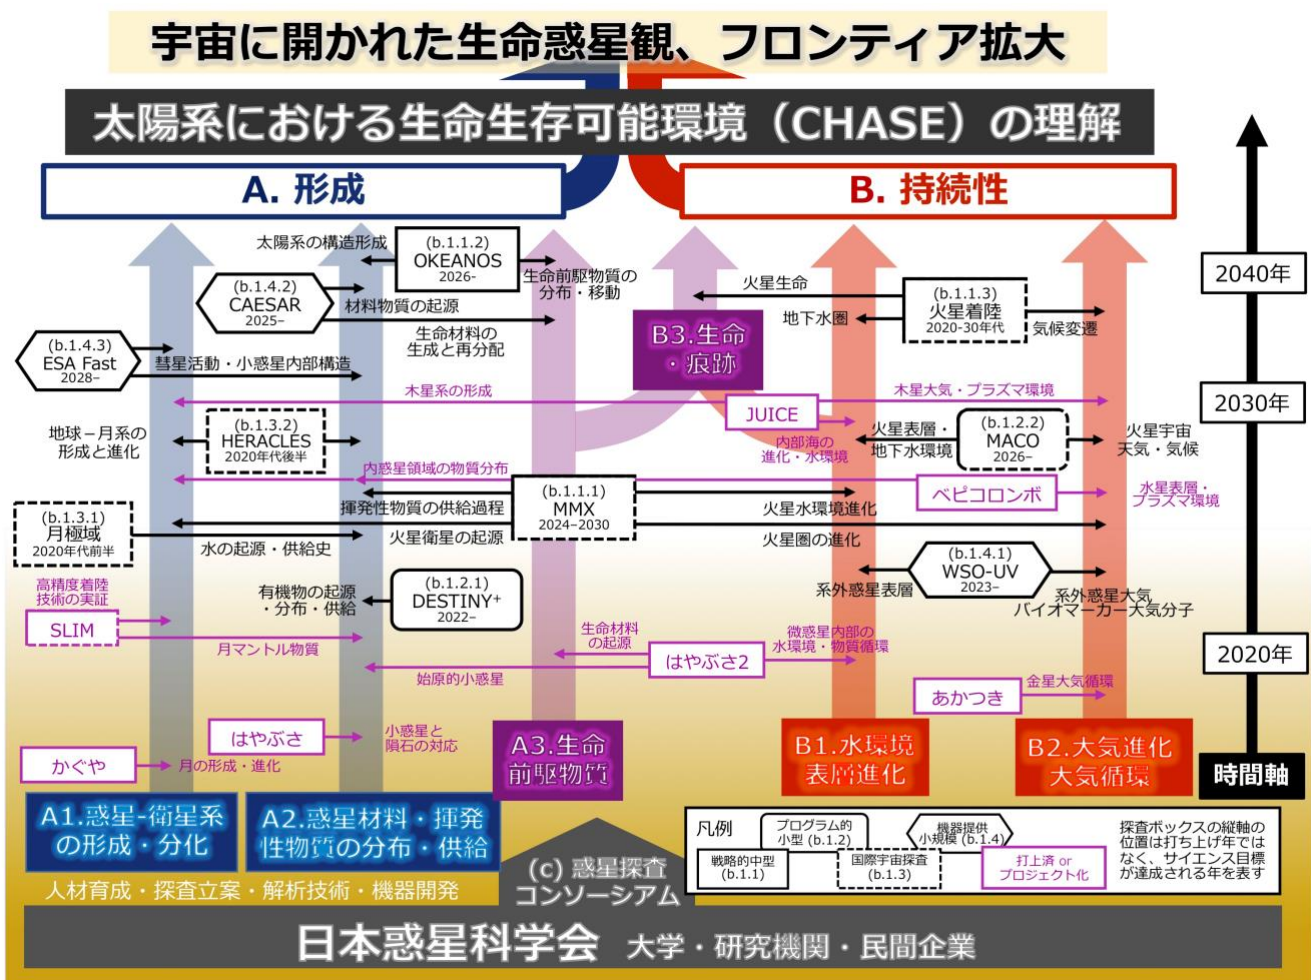 宇宙に開かれた生命惑星観、フロンティア拡大
太陽系における生命生存可能環境（CHASE）の理解
A. 形成
B. 持続性
太陽系の構造形成
(b.1.1.2)
OKEANOS
2026-
生命前駆物質の
分布・移動
(b.1.4.2)
CAESAR
2025–
材料物質の起源
生命材料の
生成と再分配
(b.1.4.3)
ESA Fast
2028–
彗星活動・小惑星内部構造
火星生命
地下水圏
(b.1.1.3)
火星着陸
2020-30年代
気候変遷
2040年
B3.生命
・痕跡
木星系の形成
JUICE
木星大気・プラズマ環境
内部海の
進化・水環境
2030年
地球－月系の
形成と進化
(b.1.3.2)
HERACLES
2020年代後半
火星表層・
地下水環境
(b.1.2.2)
MACO
2026–
火星宇宙
天気・気候
内惑星領域の物質分布
ベピコロンボ
水星表層・
プラズマ環境
揮発性物質の供給過程
(b.1.1.1)
MMX
2024–2030
火星水環境進化
火星衛星の起源
火星圏の進化
(b.1.3.1)
月極域
2020年代前半
水の起源・供給史
(b.1.4.1)
WSO-UV
2023–
系外惑星表層
系外惑星大気
バイオマーカー大気分子
高精度着陸
技術の実証
SLIM
月マントル物質
有機物の起源
・分布・供給
(b.1.2.1)
DESTINY⁺
2022–
生命材料
の起源
はやぶさ2
微惑星内部の
水環境・物質循環
始原的小惑星
2020年
あかつき
金星大気循環
はやぶさ
小惑星と
隕石の対応
かぐや
月の形成・進化
A3.生命
前駆物質
B1.水環境
表層進化
B2.大気進化
大気循環
時間軸
A1.惑星-衛星系
の形成・分化
A2.惑星材料・揮発
性物質の分布・供給
凡例
プログラム的
小型 (b.1.2)
機器提供
小規模 (b.1.4)
戦略的中型
(b.1.1)
国際宇宙探査
(b.1.3)
打上済 or
プロジェクト化
探査ボックスの縦軸の
位置は打ち上げ年では
なく、サイエンス目標
が達成される年を表す
人材育成・探査立案・解析技術・機器開発
(c) 惑星探査
コンソーシアム
日本惑星科学会 大学・研究機関・民間企業